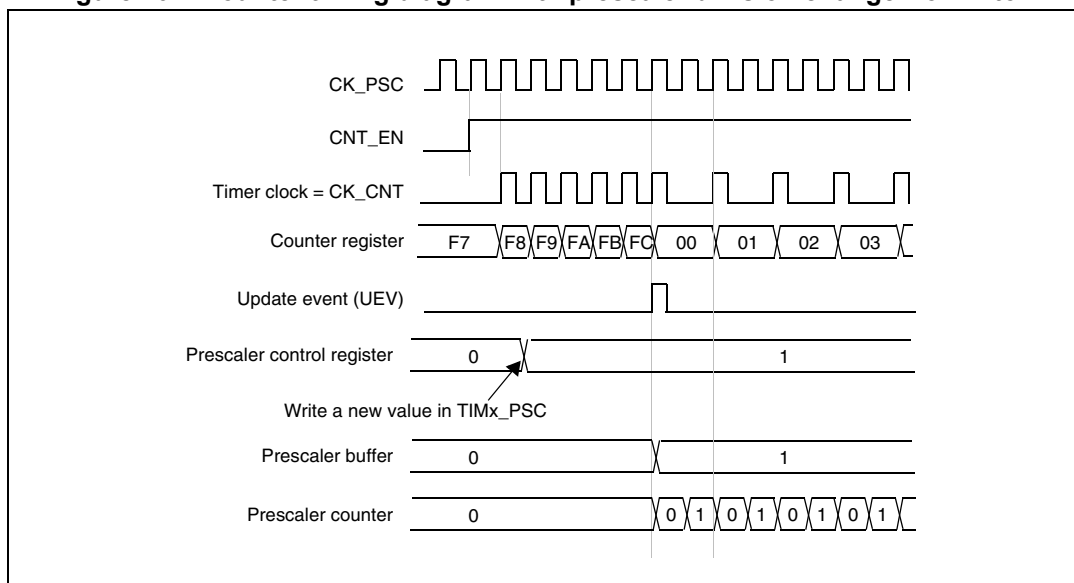 CK_PSC
CNT_EN
Timer clock = CK_CNT
Counter register F7 F8 F9 FA FB FC 00 01 02 03
Update event (UEV)
Prescaler control register 0 1
Write a new value in TIMx_PSC
Prescaler buffer 0 1
Prescaler counter 0 0 1 0 1 0 1 0 1